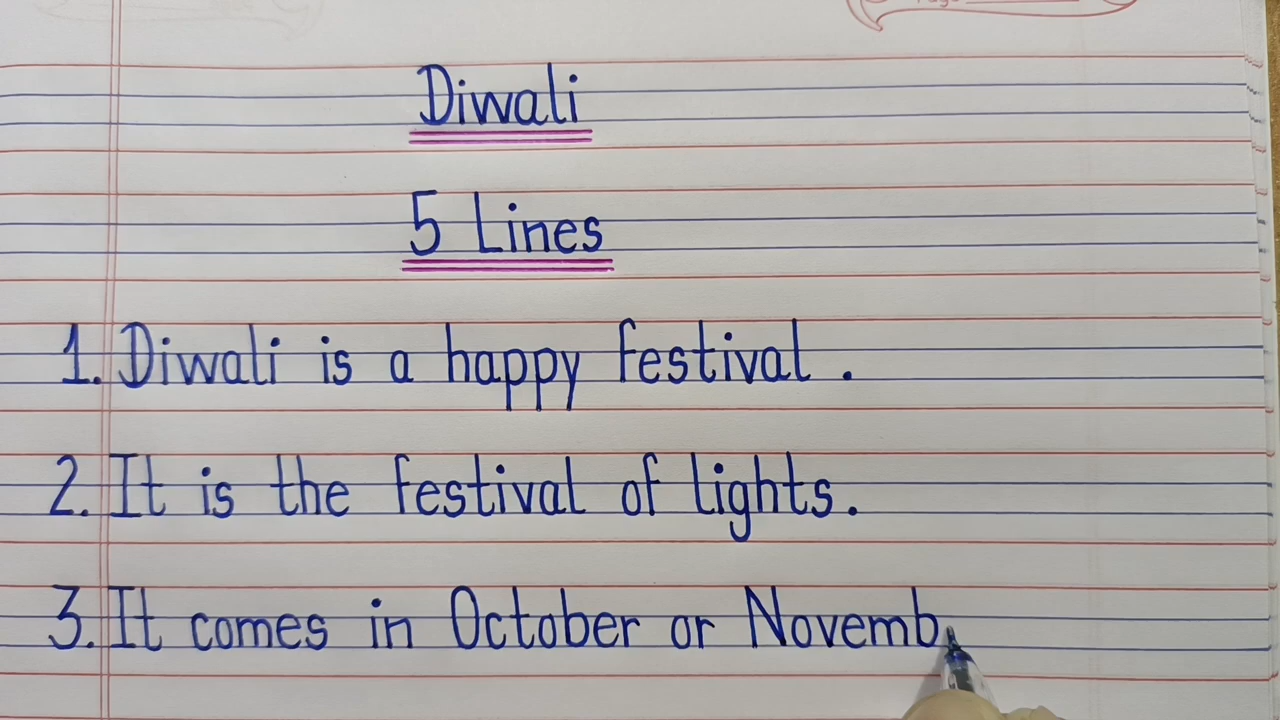 Diwali
5 Lines
1. Diwali is a happy festival.
2. It is the festival of lights.
3. It comes in October or Novemb